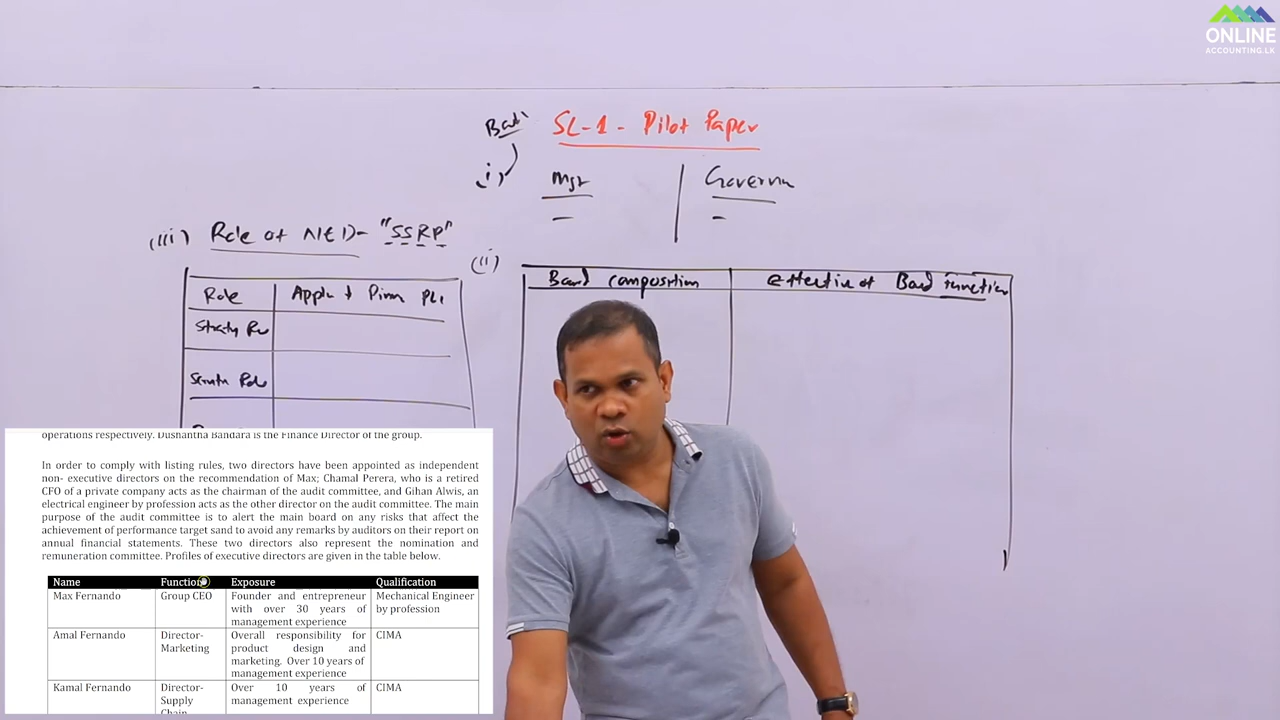 ONLINE
ACCOUNTING.LK
SL-1 - Pilot Paper
(i)
Mgt
(iii) Role of NED - "SSRP"
(ii)
Role
Board composition
Board function
operations respectively. Dushantha Bandara is the Finance Director of the group.
In order to comply with listing rules, two directors have been appointed as independent
non- executive directors on the recommendation of Max; Chamal Perera, who is a retired
CFO of a private company acts as the chairman of the audit committee, and Gihan Alwis, an
electrical engineer by profession acts as the other director on the audit committee. The main
purpose of the audit committee is to alert the main board on any risks that affect the
achievement of performance target sand to avoid any remarks by auditors on their report on
annual financial statements. These two directors also represent the nomination and
remuneration committee. Profiles of executive directors are given in the table below.
Name Function Exposure Qualification
Max Fernando Group CEO Founder and entrepreneur Mechanical Engineer
with over 30 years of by profession
management experience
Amal Fernando Director- Overall responsibility for CIMA
Marketing product design and
marketing. Over 10 years of
management experience
Kamal Fernando Director- Over 10 years of CIMA
Supply management experience
Chain